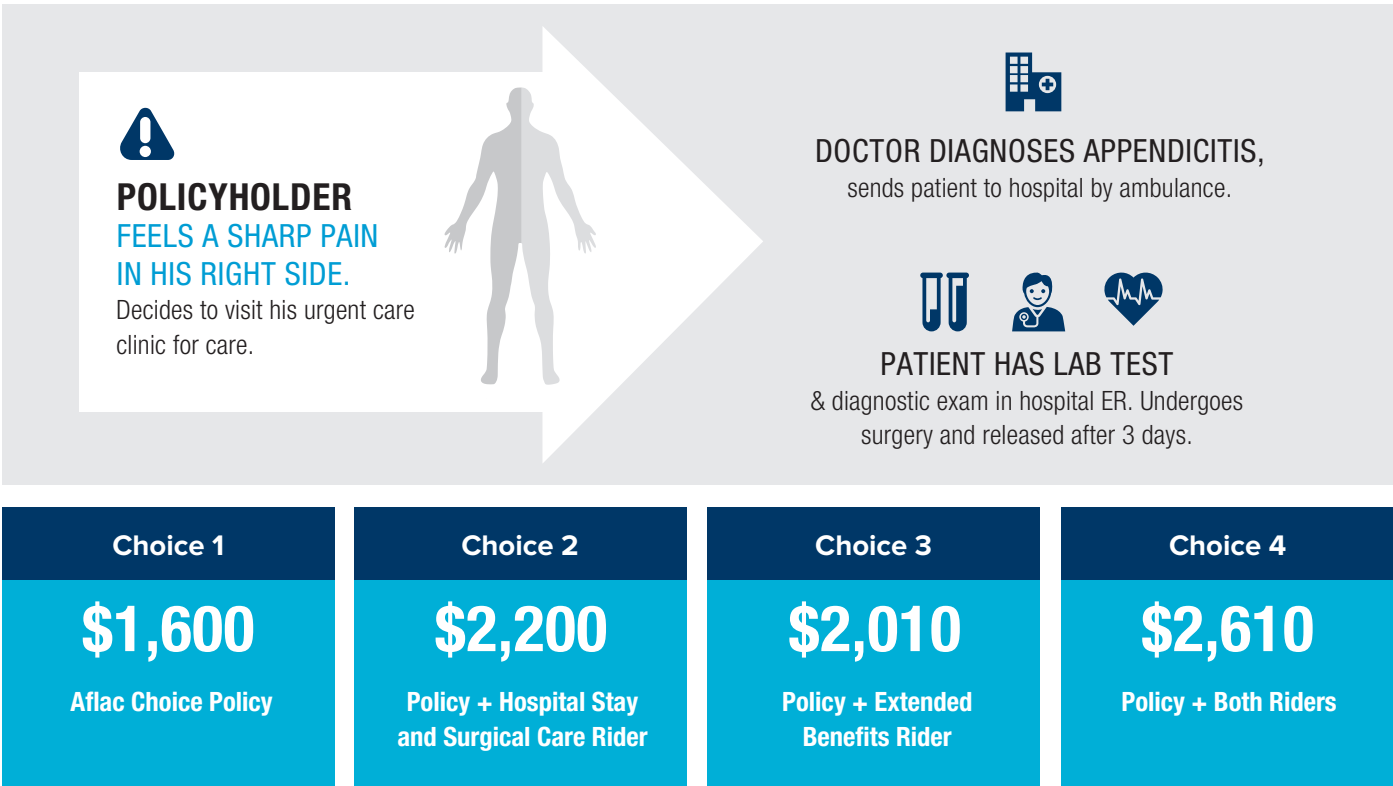 POLICYHOLDER
FEELS A SHARP PAIN
IN HIS RIGHT SIDE.
Decides to visit his urgent care
clinic for care.
DOCTOR DIAGNOSES APPENDICITIS,
sends patient to hospital by ambulance.
PATIENT HAS LAB TEST
& diagnostic exam in hospital ER. Undergoes
surgery and released after 3 days.
Choice 1
$1,600
Aflac Choice Policy
Choice 2
$2,200
Policy + Hospital Stay
and Surgical Care Rider
Choice 3
$2,010
Policy + Extended
Benefits Rider
Choice 4
$2,610
Policy + Both Riders